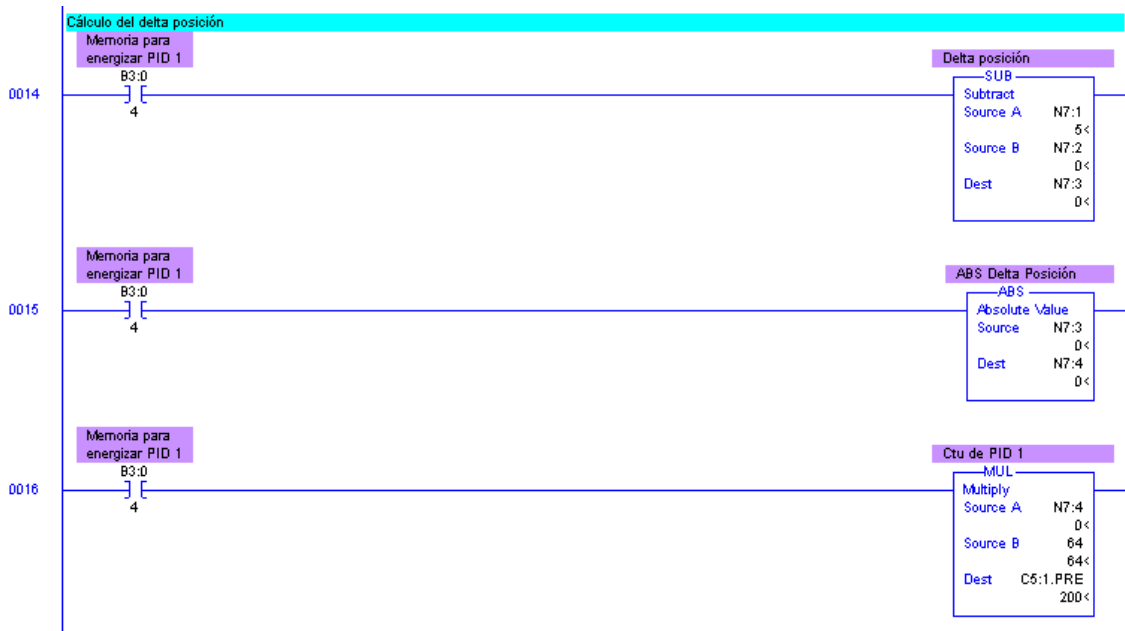 Cálculo del delta posición
Memoria para
energizar PID 1
B3:0
4
0014
Delta posición
SUB
Subtract
Source A N7:1
5<
Source B N7:2
0<
Dest N7:3
0<
Memoria para
energizar PID 1
B3:0
4
0015
ABS Delta Posición
ABS
Absolute Value
Source N7:3
0<
Dest N7:4
0<
Memoria para
energizar PID 1
B3:0
4
0016
Ctu de PID 1
MUL
Multiply
Source A N7:4
0<
Source B 64
64<
Dest C5:1.PRE
200<